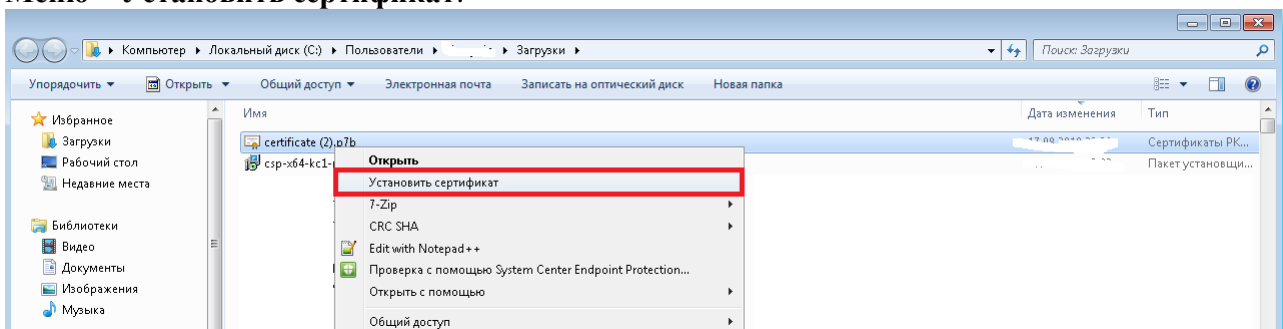 Меню – Установить сертификат.
Компьютер ▸ Локальный диск (C:) ▸ Пользователи ▸ ▸ Загрузки ▸
Поиск: Загрузки
Упорядочить Открыть Общий доступ Электронная почта Записать на оптический диск Новая папка
Избранное
Загрузки
Рабочий стол
Недавние места
Библиотеки
Видео
Документы
Изображения
Музыка
Имя Дата изменения Тип
certificate (2).p7b Сертификаты PK...
csp-x64-kc1- Пакет установщи...
Открыть
Установить сертификат
7-Zip
CRC SHA
Edit with Notepad++
Проверка с помощью System Center Endpoint Protection...
Открыть с помощью
Общий доступ